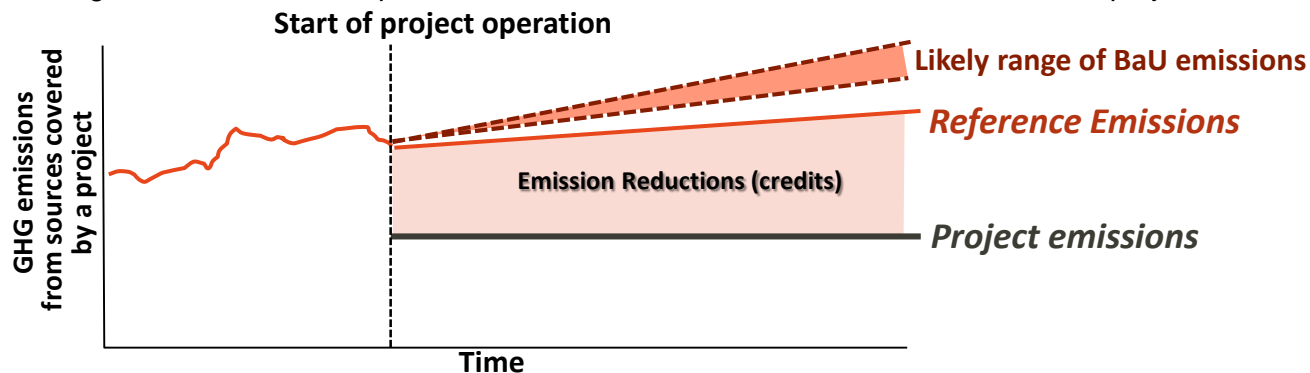 Start of project operation
Likely range of BaU emissions
Reference Emissions
Emission Reductions (credits)
Project emissions
GHG emissions
from sources covered
by a project
Time